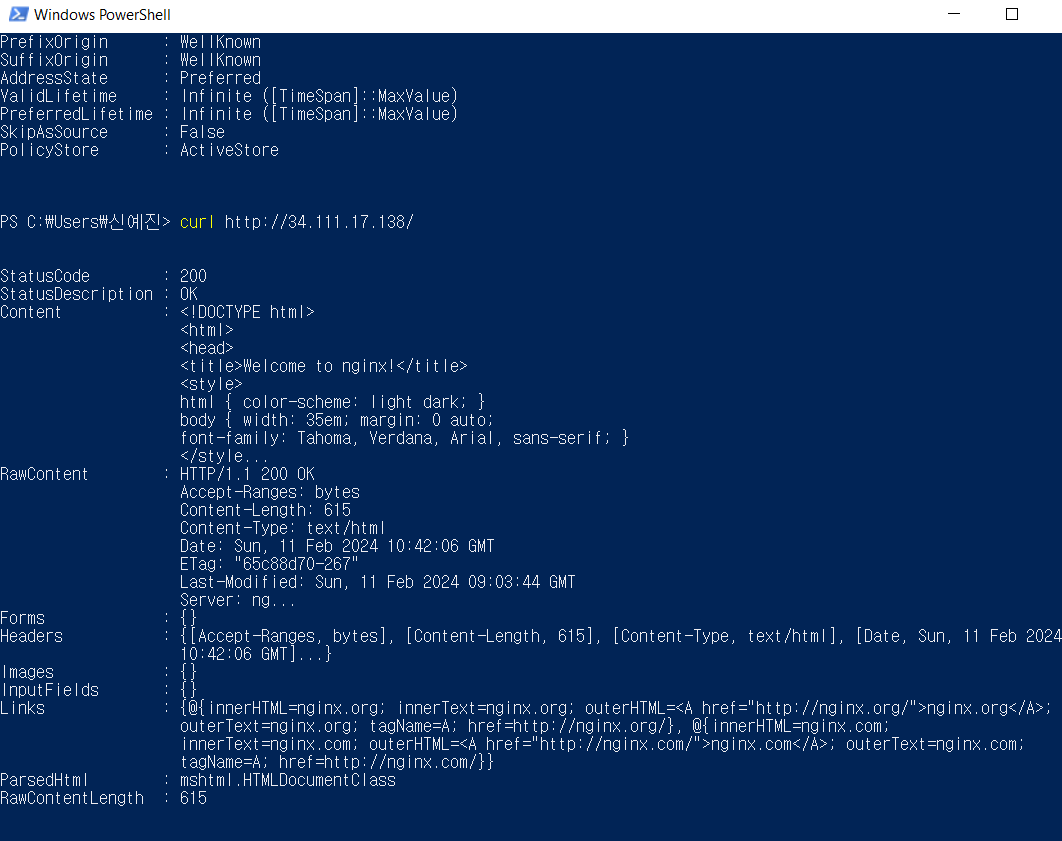 Windows PowerShell
PrefixOrigin      : WellKnown
SuffixOrigin      : WellKnown
AddressState      : Preferred
ValidLifetime     : Infinite ([TimeSpan]::MaxValue)
PreferredLifetime : Infinite ([TimeSpan]::MaxValue)
SkipAsSource      : False
PolicyStore       : ActiveStore
PS C:₩Users₩신예진> curl http://34.111.17.138/
StatusCode        : 200
StatusDescription : OK
Content           : <!DOCTYPE html>
                    <html>
                    <head>
                    <title>Welcome to nginx!</title>
                    <style>
                    html { color-scheme: light dark; }
                    body { width: 35em; margin: 0 auto;
                    font-family: Tahoma, Verdana, Arial, sans-serif; }
                    </style...
RawContent        : HTTP/1.1 200 OK
                    Accept-Ranges: bytes
                    Content-Length: 615
                    Content-Type: text/html
                    Date: Sun, 11 Feb 2024 10:42:06 GMT
                    ETag: "65c88d70-267"
                    Last-Modified: Sun, 11 Feb 2024 09:03:44 GMT
                    Server: ng...
Forms             : {}
Headers           : {[Accept-Ranges, bytes], [Content-Length, 615], [Content-Type, text/html], [Date, Sun, 11 Feb 2024
                    10:42:06 GMT]...}
Images            : {}
InputFields       : {}
Links             : {@{innerHTML=nginx.org; innerText=nginx.org; outerHTML=<A href="http://nginx.org/">nginx.org</A>;
                    outerText=nginx.org; tagName=A; href=http://nginx.org/}, @{innerHTML=nginx.com;
                    innerText=nginx.com; outerHTML=<A href="http://nginx.com/">nginx.com</A>; outerText=nginx.com;
                    tagName=A; href=http://nginx.com/}}
ParsedHtml        : mshtml.HTMLDocumentClass
RawContentLength  : 615